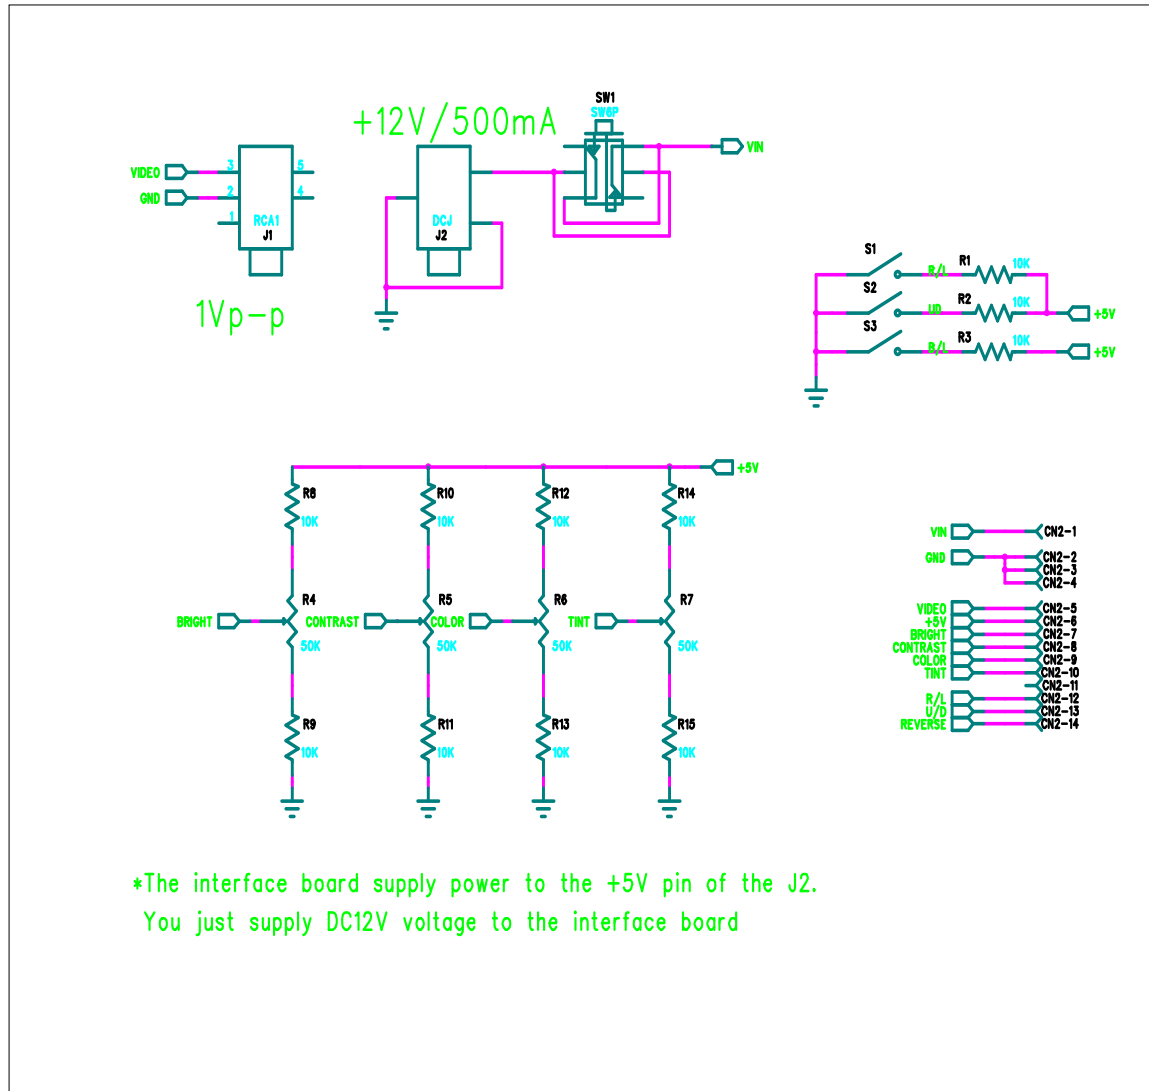 SW1
SW6P
+12V/500mA
VIN
VIDEO
3
5
GND
2
4
1
RCA1
J1
DCJ
J2
1Vp-p
S1
R/L
R1
10K
S2
UD
R2
10K
+5V
S3
B/L
R3
10K
+5V
+5V
R8
10K
R10
10K
R12
10K
R14
10K
BRIGHT
R4
50K
CONTRAST
R5
50K
COLOR
R6
50K
TINT
R7
50K
R9
10K
R11
10K
R13
10K
R15
10K
VIN CN2-1
GND CN2-2
CN2-3
CN2-4
VIDEO CN2-5
+5V CN2-6
BRIGHT CN2-7
CONTRAST CN2-8
COLOR CN2-9
TINT CN2-10
CN2-11
R/L CN2-12
U/D CN2-13
REVERSE CN2-14
*The interface board supply power to the +5V pin of the J2.
You just supply DC12V voltage to the interface board